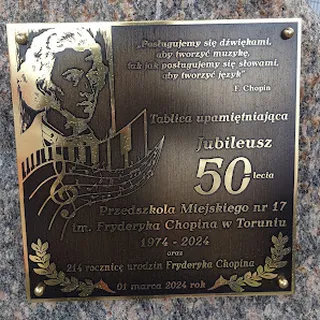 „Posługujemy się dźwiękami,
aby tworzyć muzykę,
tak jak posługujemy się słowami,
aby tworzyć język”
F. Chopin
Tablica upamiętniająca
Jubileusz
50-lecia
Przedszkola Miejskiego nr 17
im. Fryderyka Chopina w Toruniu
1974 - 2024
oraz
214 rocznicę urodzin Fryderyka Chopina
01 marca 2024 rok